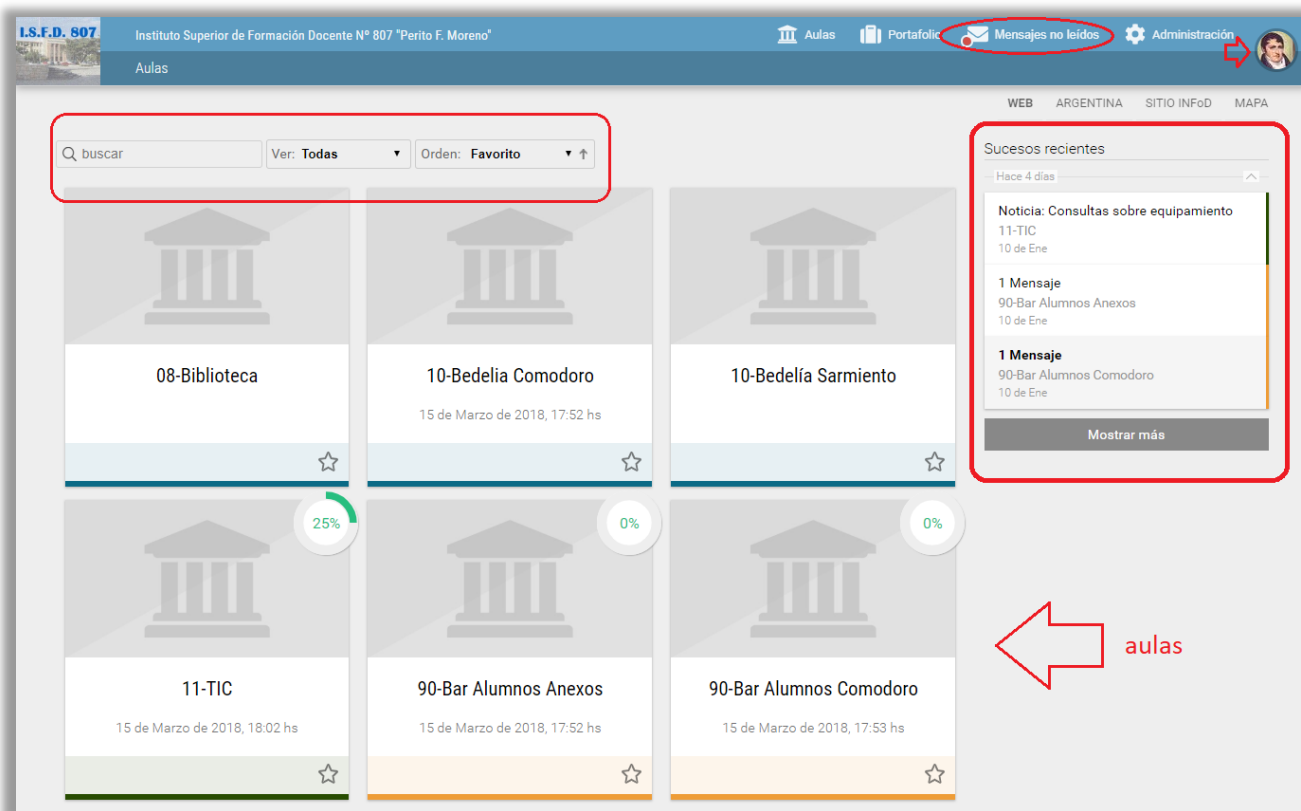 I.S.F.D. 807
Instituto Superior de Formación Docente Nº 807 "Perito F. Moreno"
Aulas
Portafolio
Mensajes no leídos
Administración
Aulas
WEB
ARGENTINA
SITIO INFoD
MAPA
buscar
Ver: Todas
Orden: Favorito
Sucesos recientes
Hace 4 días
Noticia: Consultas sobre equipamiento
11-TIC
10 de Ene
1 Mensaje
90-Bar Alumnos Anexos
10 de Ene
1 Mensaje
90-Bar Alumnos Comodoro
10 de Ene
Mostrar más
08-Biblioteca
10-Bedelia Comodoro
15 de Marzo de 2018, 17:52 hs
10-Bedelía Sarmiento
25%
11-TIC
15 de Marzo de 2018, 18:02 hs
0%
90-Bar Alumnos Anexos
15 de Marzo de 2018, 17:52 hs
0%
90-Bar Alumnos Comodoro
15 de Marzo de 2018, 17:53 hs
aulas